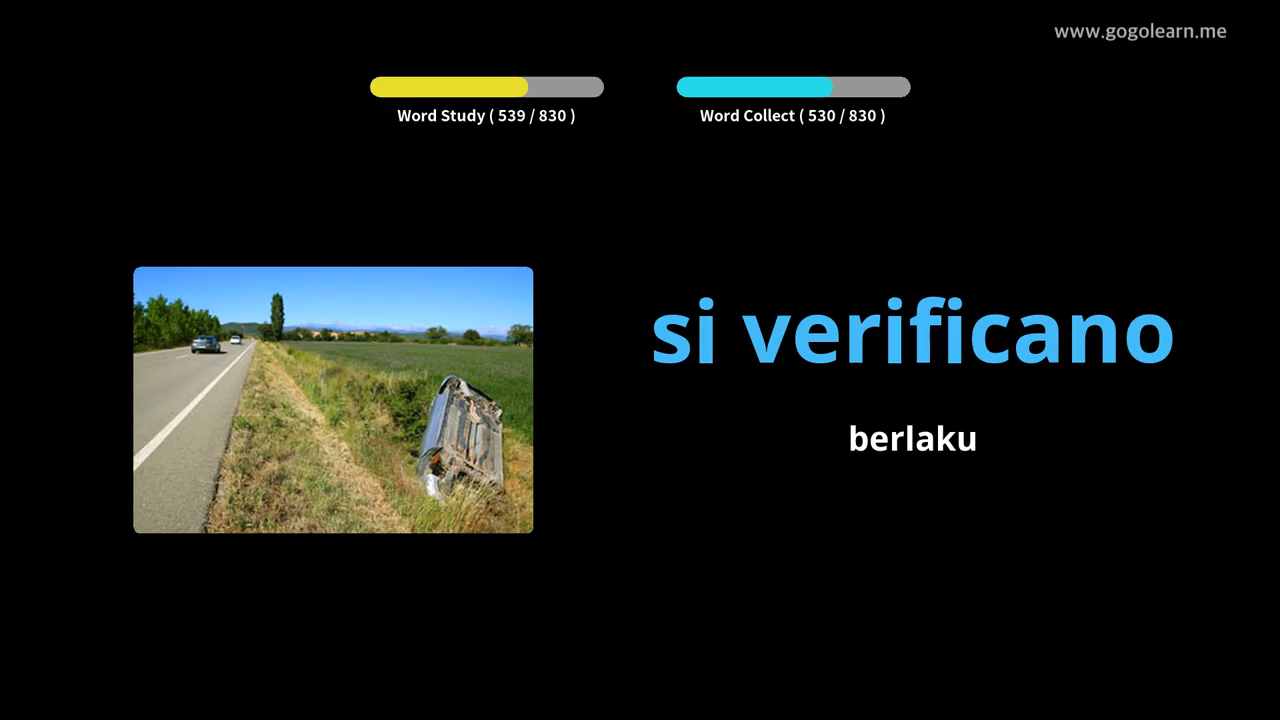 www.gogolearn.me
Word Study ( 539 / 830 )
Word Collect ( 530 / 830 )
si verificano
berlaku